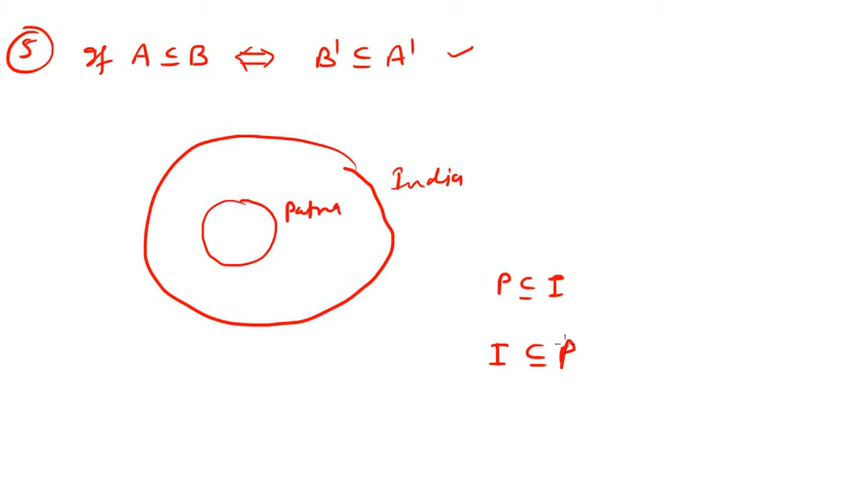 5 If A ⊆ B ⇔ B' ⊆ A'
India
Patna
P ⊆ I
I ⊆ P